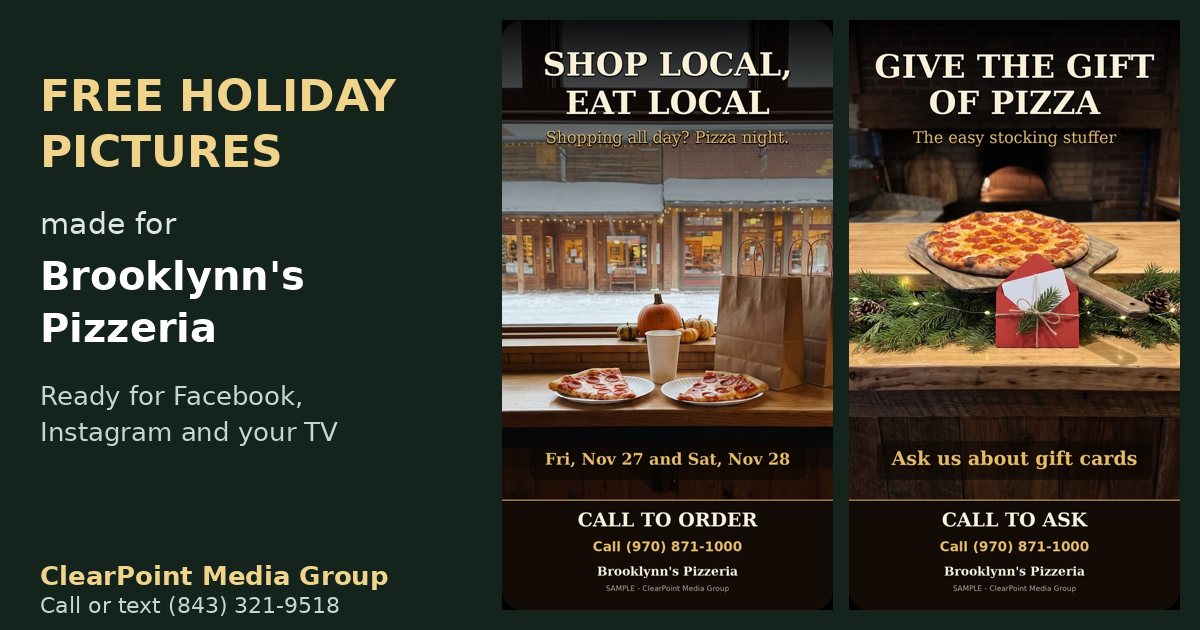 FREE HOLIDAY
PICTURES
made for
Brooklynn's
Pizzeria
Ready for Facebook,
Instagram and your TV
ClearPoint Media Group
Call or text (843) 321-9518
SHOP LOCAL,
EAT LOCAL
Shopping all day? Pizza night.
Fri, Nov 27 and Sat, Nov 28
CALL TO ORDER
Call (970) 871-1000
Brooklynn's Pizzeria
SAMPLE - ClearPoint Media Group
GIVE THE GIFT
OF PIZZA
The easy stocking stuffer
Ask us about gift cards
CALL TO ASK
Call (970) 871-1000
Brooklynn's Pizzeria
SAMPLE - ClearPoint Media Group